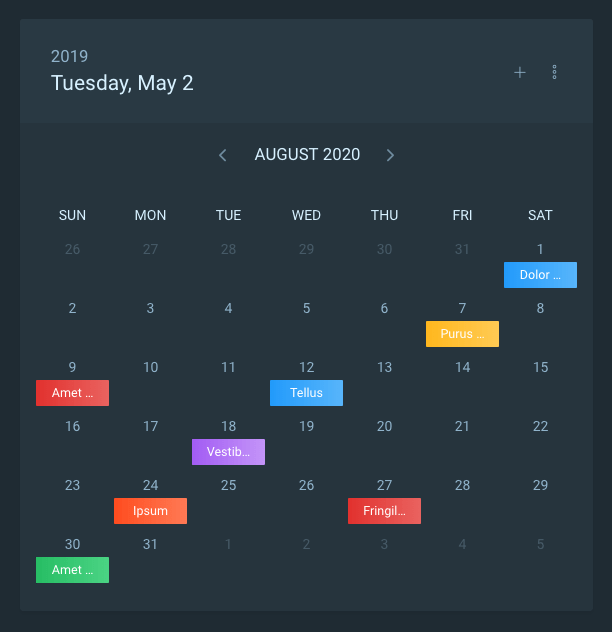 2019
Tuesday, May 2
AUGUST 2020
SUN MON TUE WED THU FRI SAT
26 27 28 29 30 31 1
Dolor ...
2 3 4 5 6 7 8
Purus ...
9 10 11 12 13 14 15
Amet ... Tellus
16 17 18 19 20 21 22
Vestib...
23 24 25 26 27 28 29
Ipsum Fringil...
30 31 1 2 3 4 5
Amet ...